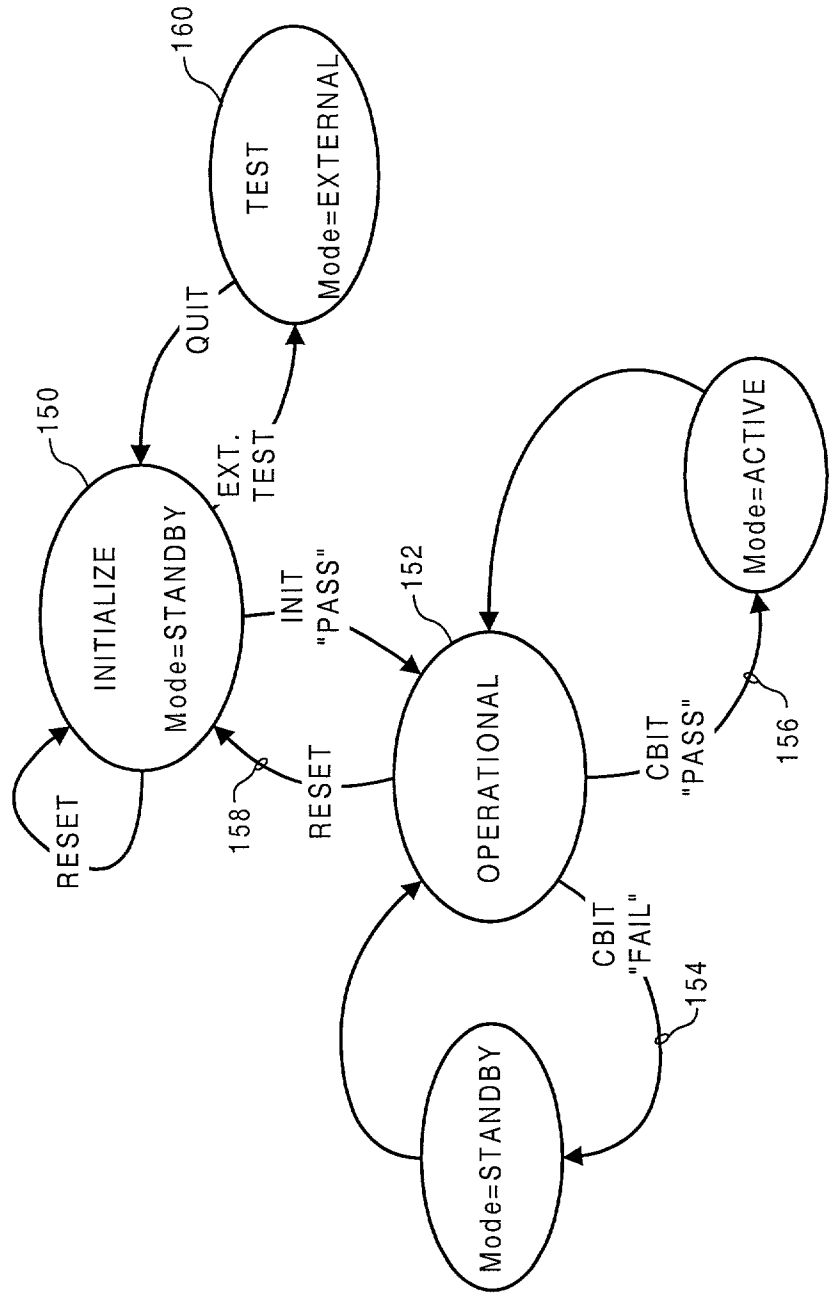 RESET
150
INITIALIZE
Mode=STANDBY
QUIT
160
TEST
Mode=EXTERNAL
EXT.
TEST
158
RESET
INIT
"PASS"
152
OPERATIONAL
Mode=STANDBY
CBIT
"FAIL"
154
CBIT
"PASS"
156
Mode=ACTIVE